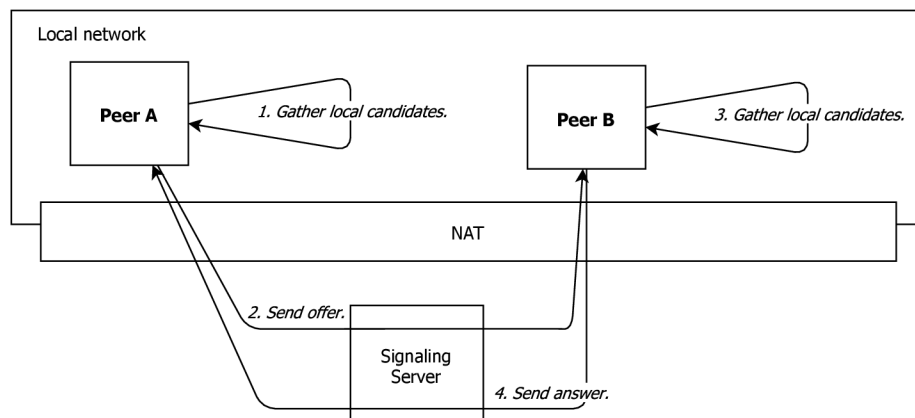 Local network
Peer A
1. Gather local candidates.
Peer B
3. Gather local candidates.
NAT
2. Send offer.
Signaling
Server
4. Send answer.